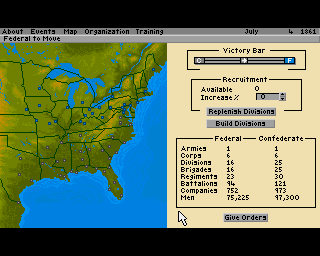 About Events Map Organization Training July 4 1861
Federal to Move
Victory Bar
C F
Recruitment
Available 0
Increase % 0
Replenish Divisions
Build Divisions
Federal Confederate
Armies 1 1
Corps 6 6
Divisions 16 25
Brigades 16 25
Regiments 23 30
Battalions 94 121
Companies 752 973
Men 75,225 97,300
Give Orders